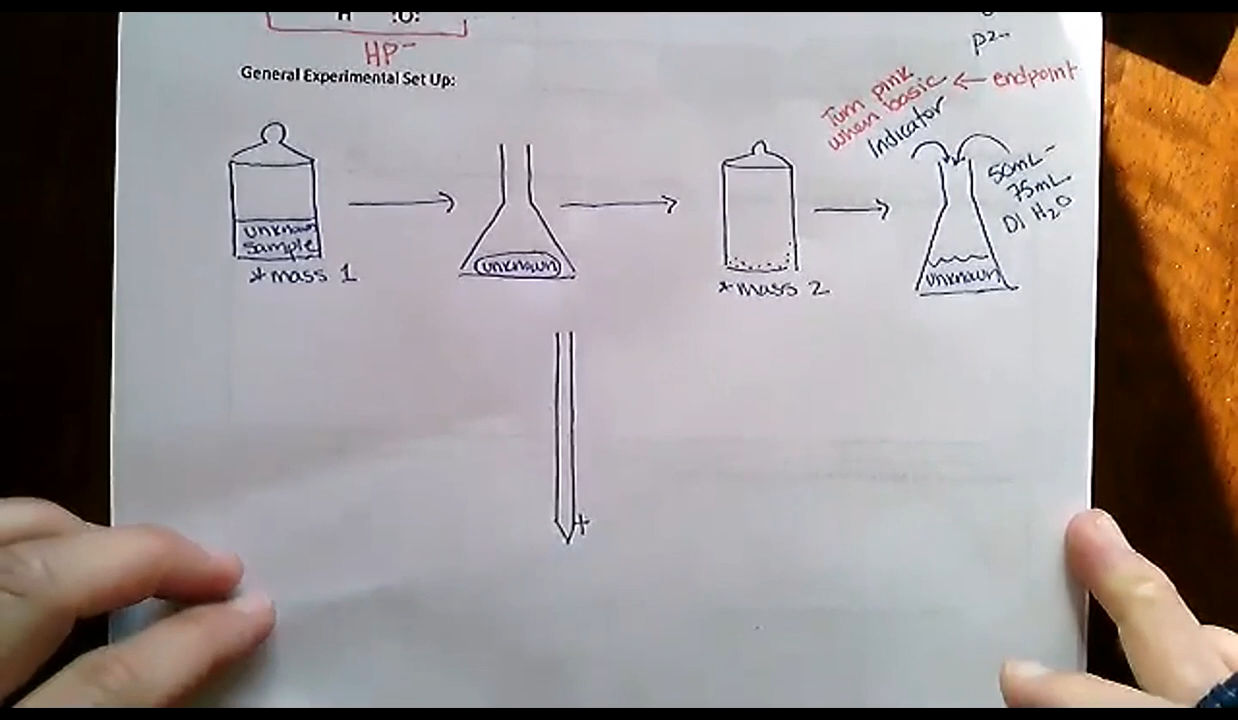 H :O:
HP⁻
P²⁻
General Experimental Set Up:
Turn pink
when basic ← endpoint
Indicator
50mL-
75mL
DI H₂O
unknown
sample
*mass 1
unknown
*mass 2
unknown